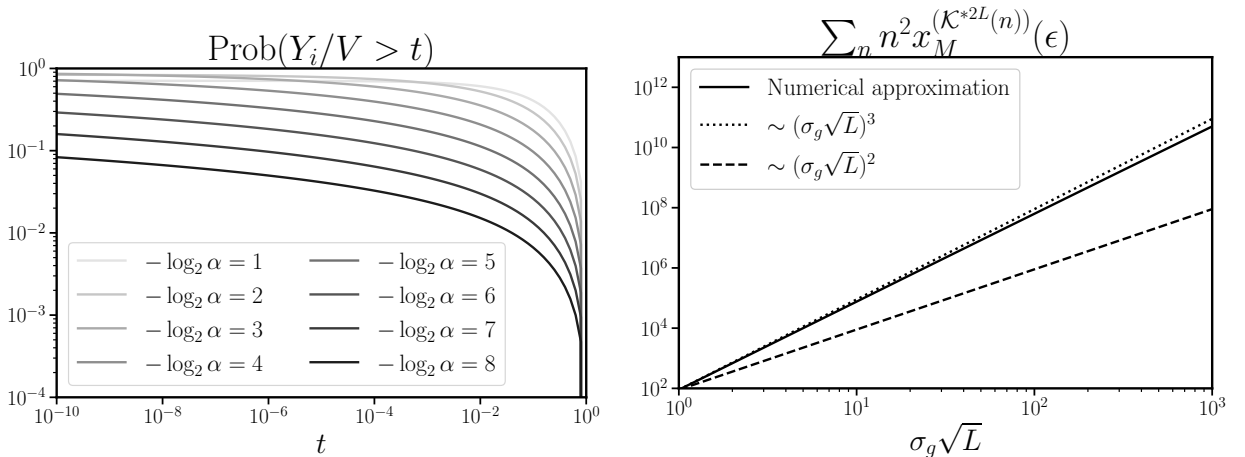 Prob(Y_i/V > t)
10^0
10^{-1}
10^{-2}
10^{-3}
10^{-4}
− log_2 α = 1
− log_2 α = 2
− log_2 α = 3
− log_2 α = 4
− log_2 α = 5
− log_2 α = 6
− log_2 α = 7
− log_2 α = 8
10^{-10}
10^{-8}
10^{-6}
10^{-4}
10^{-2}
10^0
t
∑_n n^2 x_M^{(𝒦^{*2L}(n))}(ϵ)
10^{12}
10^{10}
10^8
10^6
10^4
10^2
Numerical approximation
∼ (σ_g√L)^3
∼ (σ_g√L)^2
10^0
10^1
10^2
10^3
σ_g√L